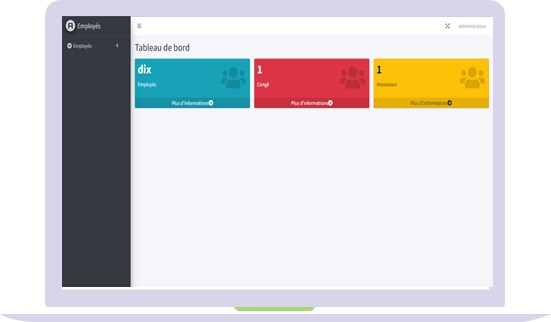 Employés
administrateur
Employés
Tableau de bord
dix
Employés
Plus d'informations
1
Congé
Plus d'informations
1
Attestation
Plus d'informations